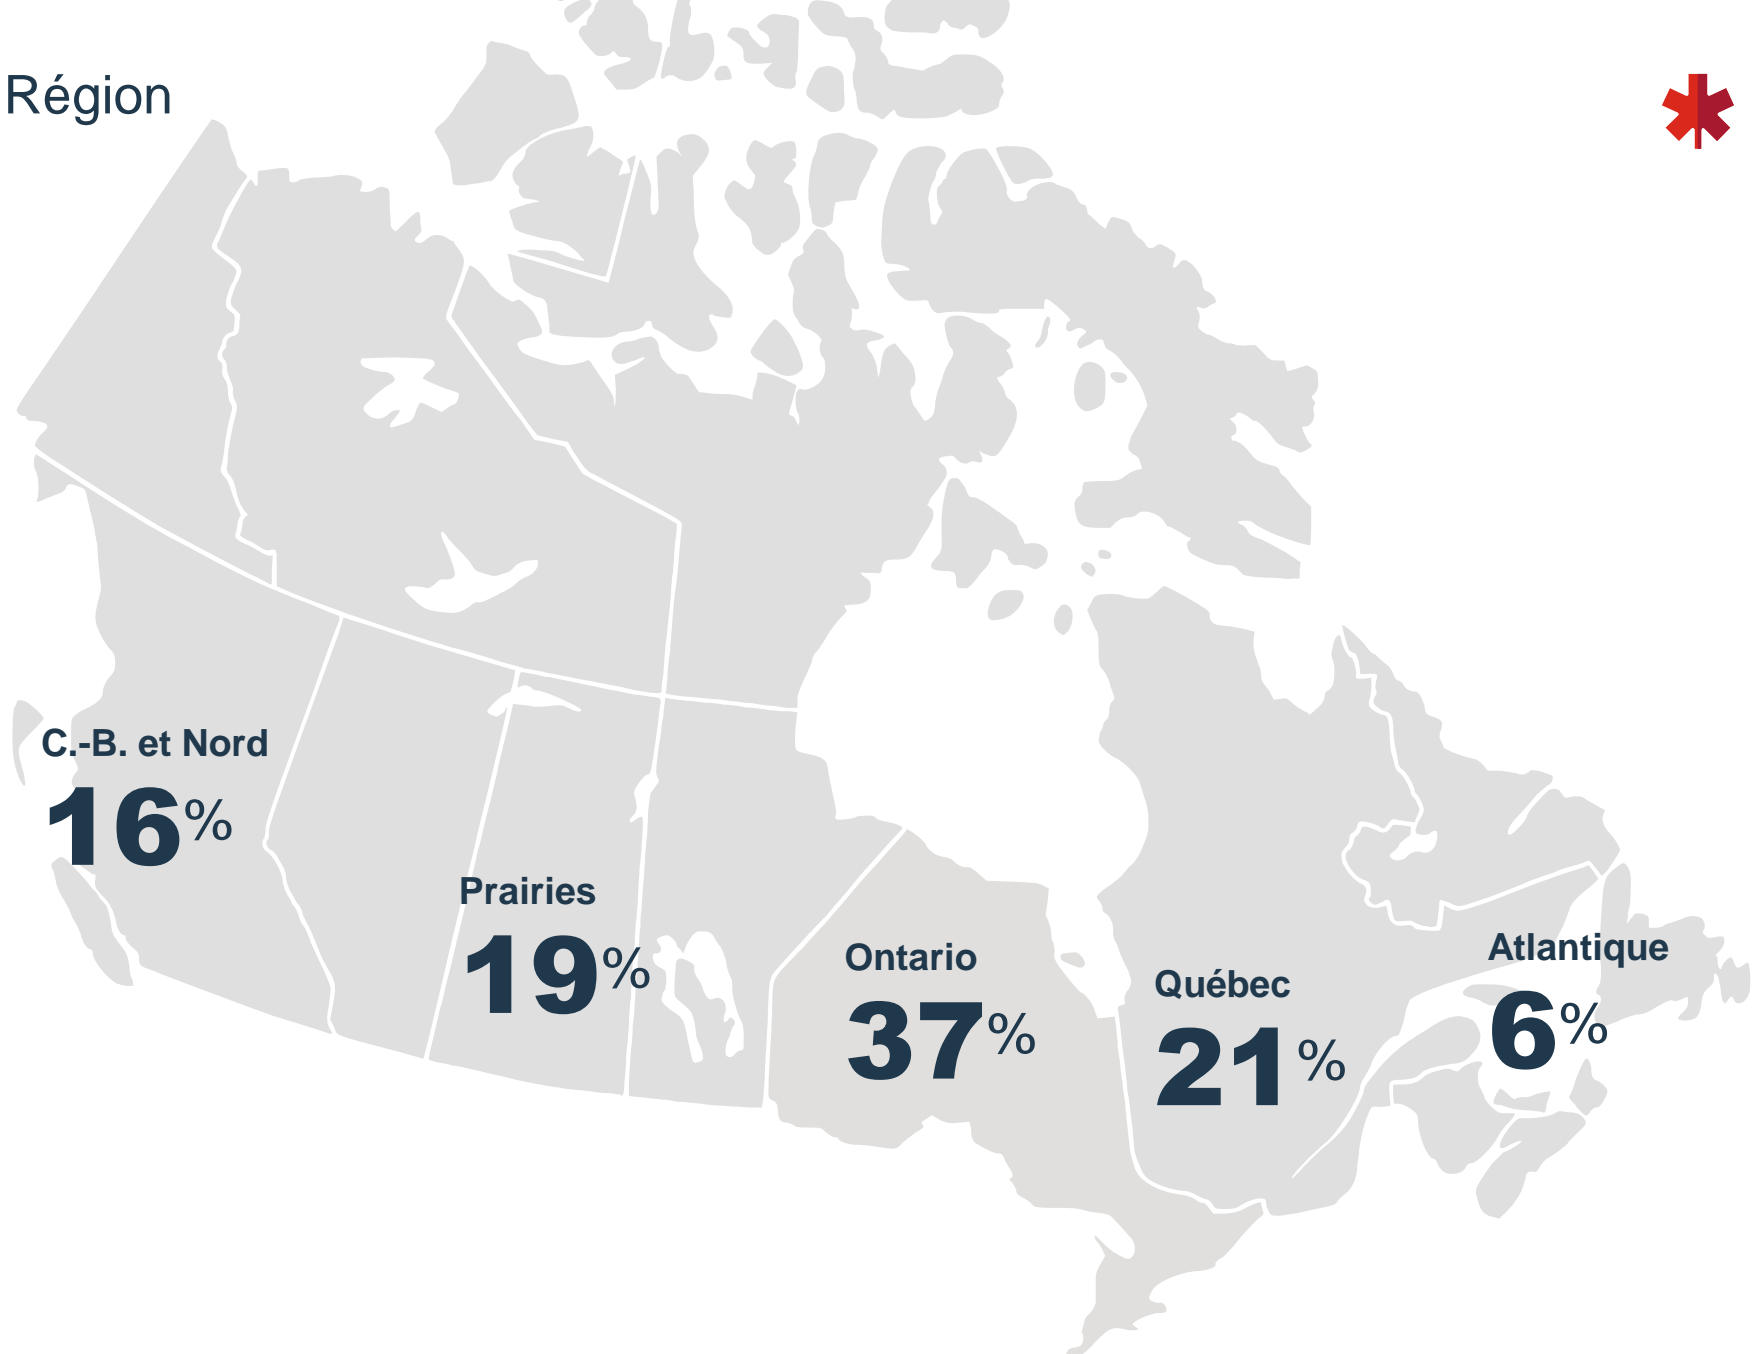 Région
C.-B. et Nord
16%
Prairies
19%
Ontario
37%
Québec
21%
Atlantique
6%